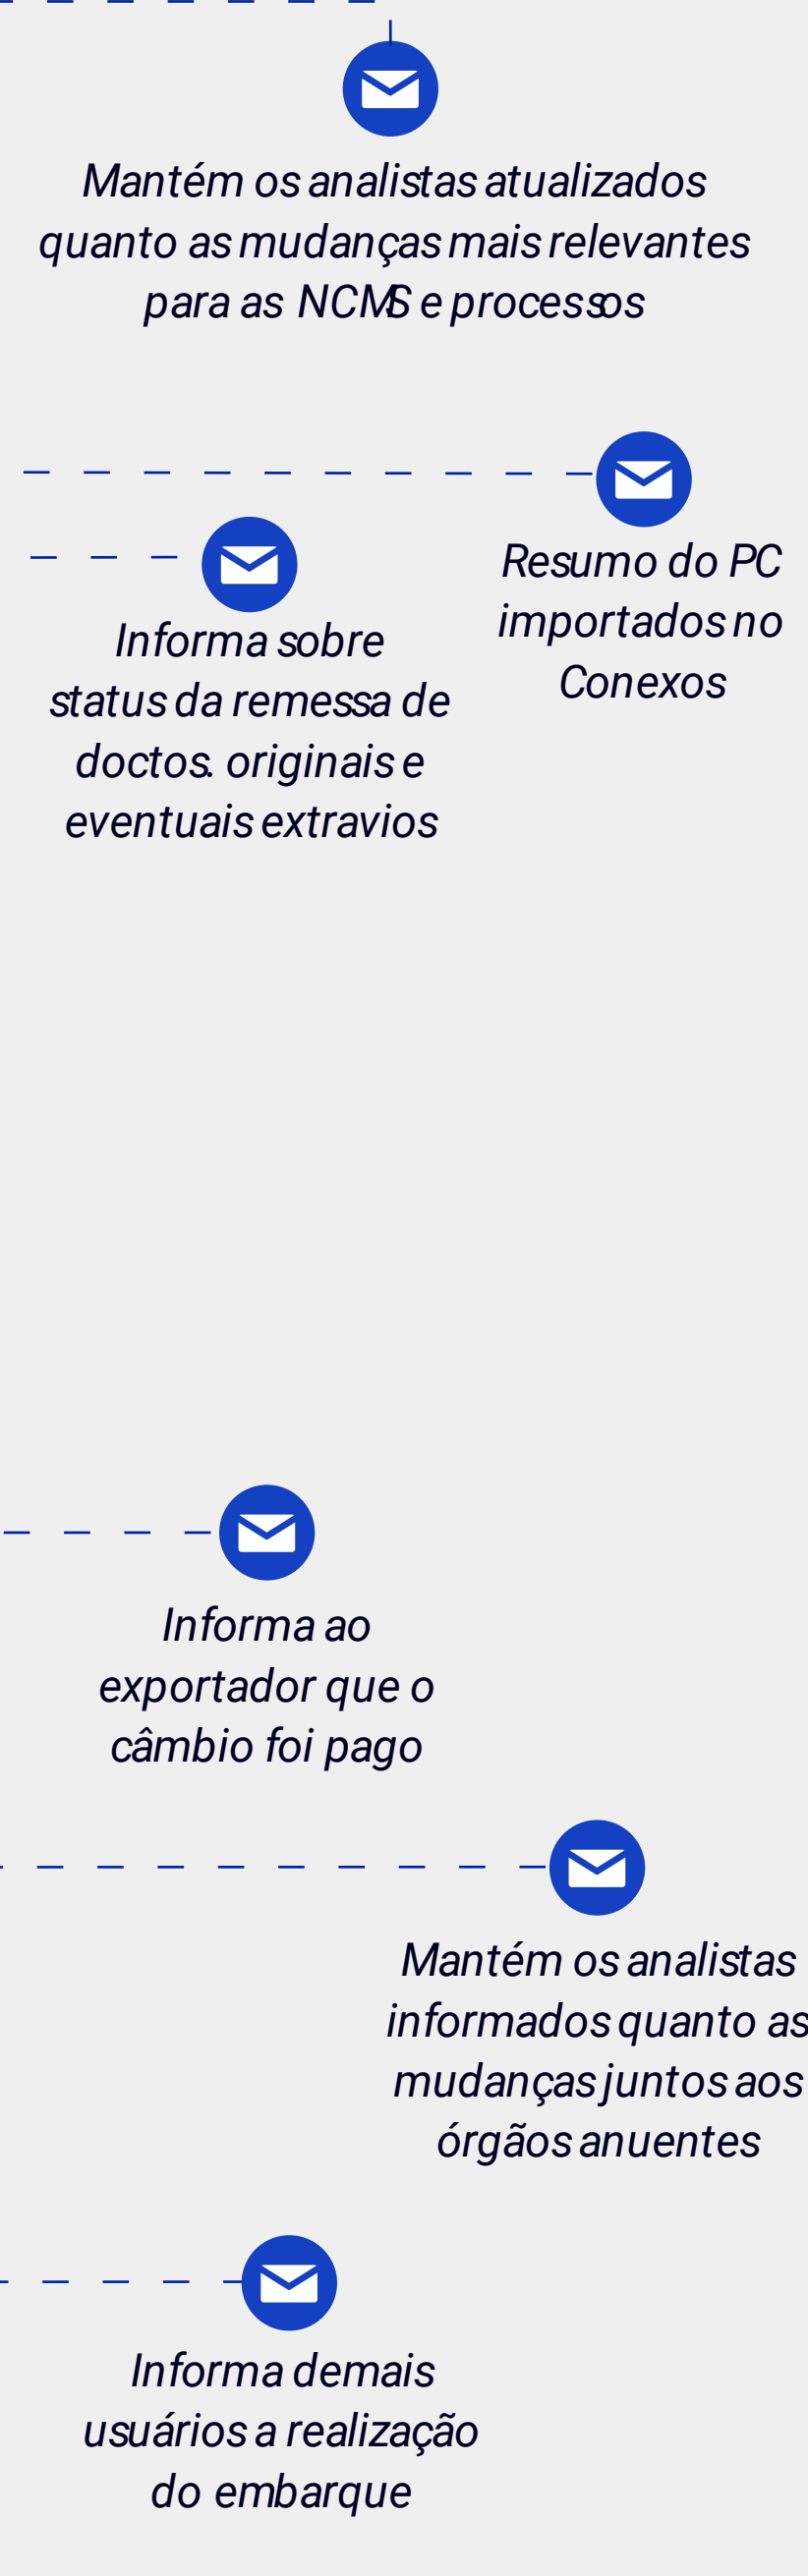 Mantém os analistas atualizados
quanto as mudanças mais relevantes
para as NCMS e processos
Resumo do PC
importados no
Conexos
Informa sobre
status da remessa de
doctos. originais e
eventuais extravios
Informa ao
exportador que o
câmbio foi pago
Mantém os analistas
informados quanto as
mudanças juntos aos
órgãos anuentes
Informa demais
usuários a realização
do embarque